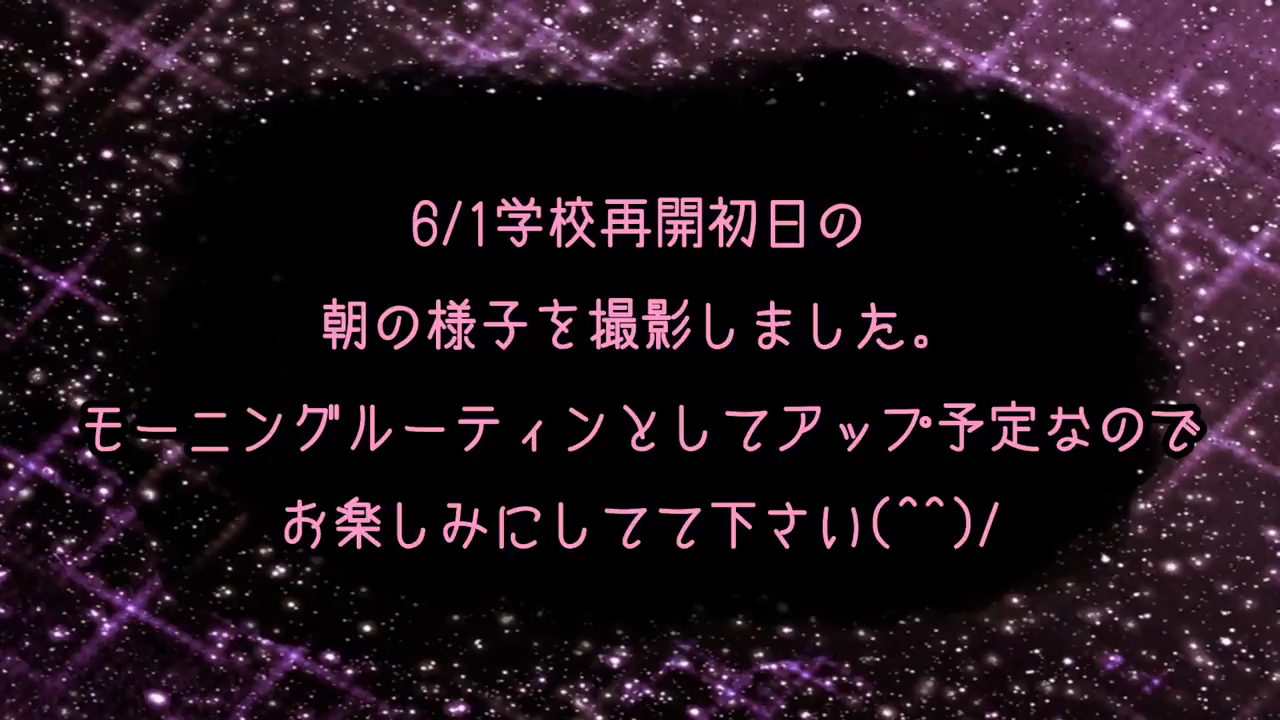 6/1学校再開初日の
朝の様子を撮影しました。
モーニングルーティンとしてアップ予定なので
お楽しみにしてて下さい(^^)/